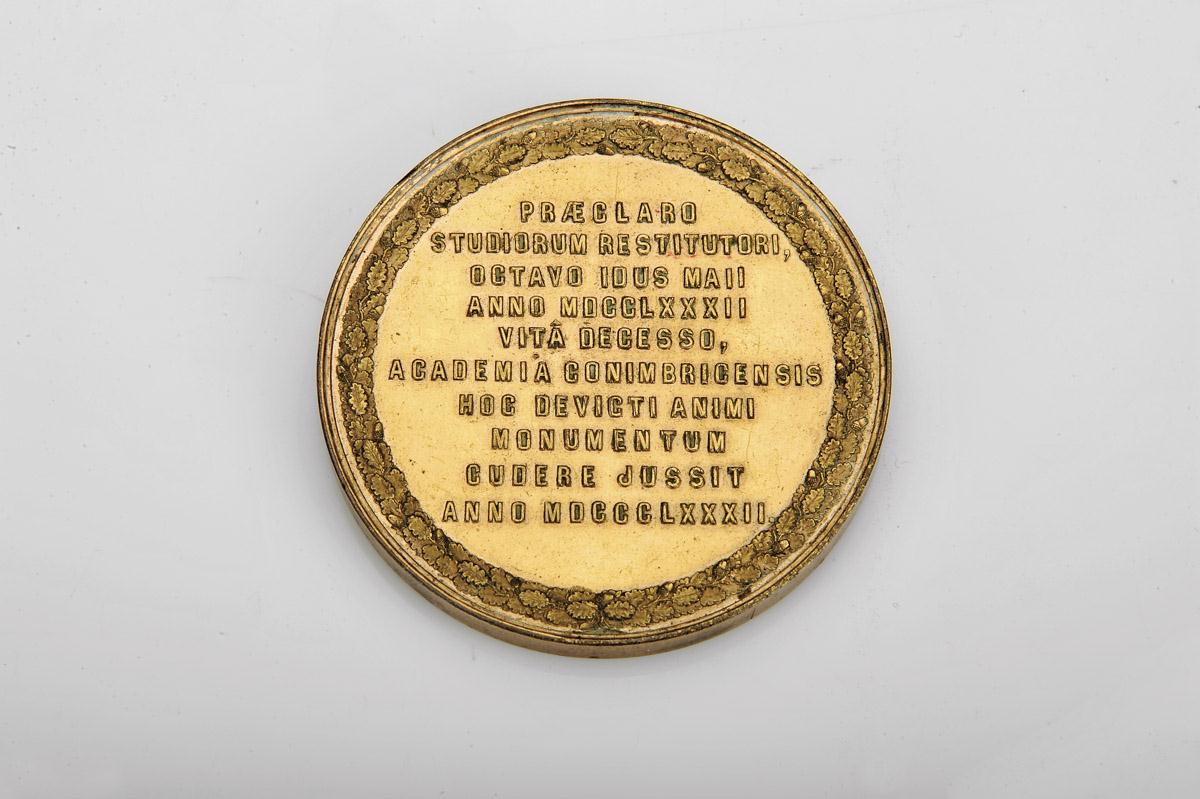 PRÆCLARO
STUDIORUM RESTITUTORI,
OCTAVO IDUS MAII
ANNO MDCCLXXXII
VITÂ DECESSO,
ACADEMIA CONIMBRICENSIS
HOC DEVICTI ANIMI
MONUMENTUM
CUDERE JUSSIT
ANNO MDCCCLXXXII.